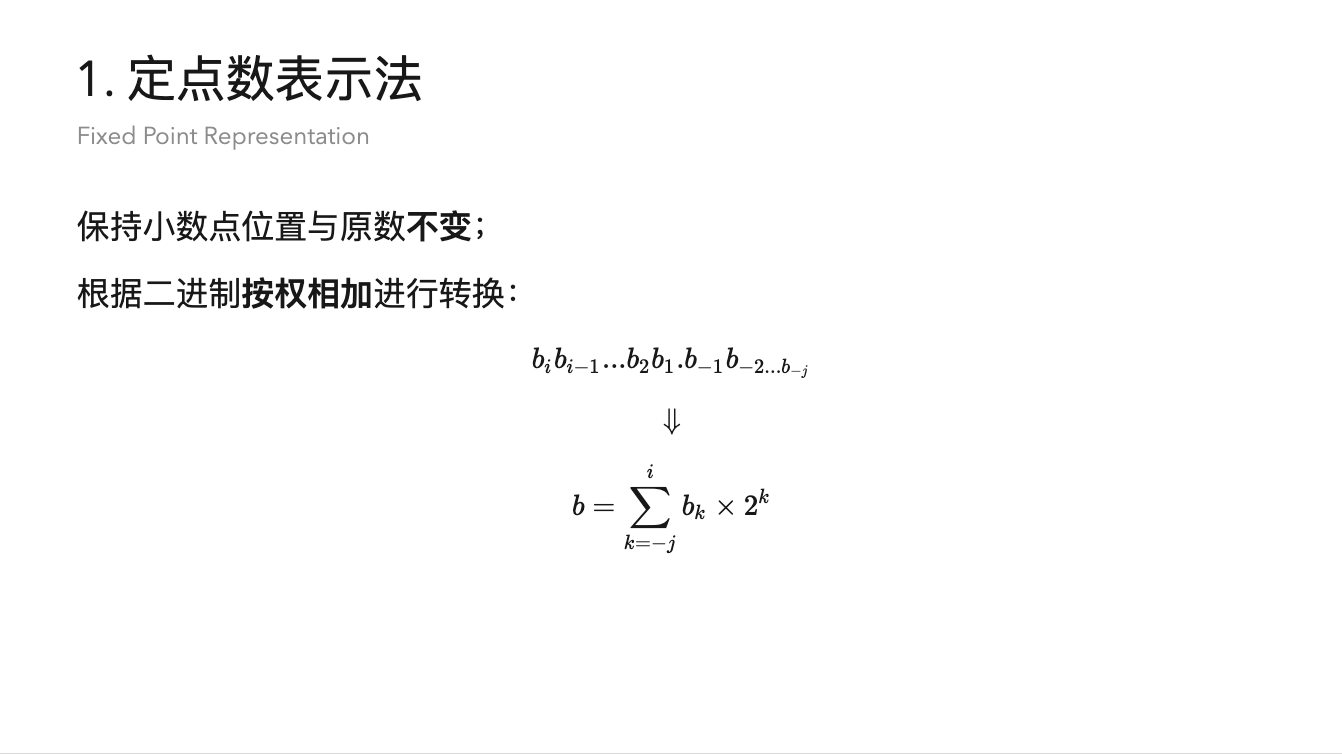 1. 定点数表示法
Fixed Point Representation
保持小数点位置与原数不变；
根据二进制按权相加进行转换：
$b_i b_{i-1} \ldots b_2 b_1 . b_{-1} b_{-2 \ldots b_{-j}}$
⇓
$b = \sum_{k=-j}^{i} b_k \times 2^k$